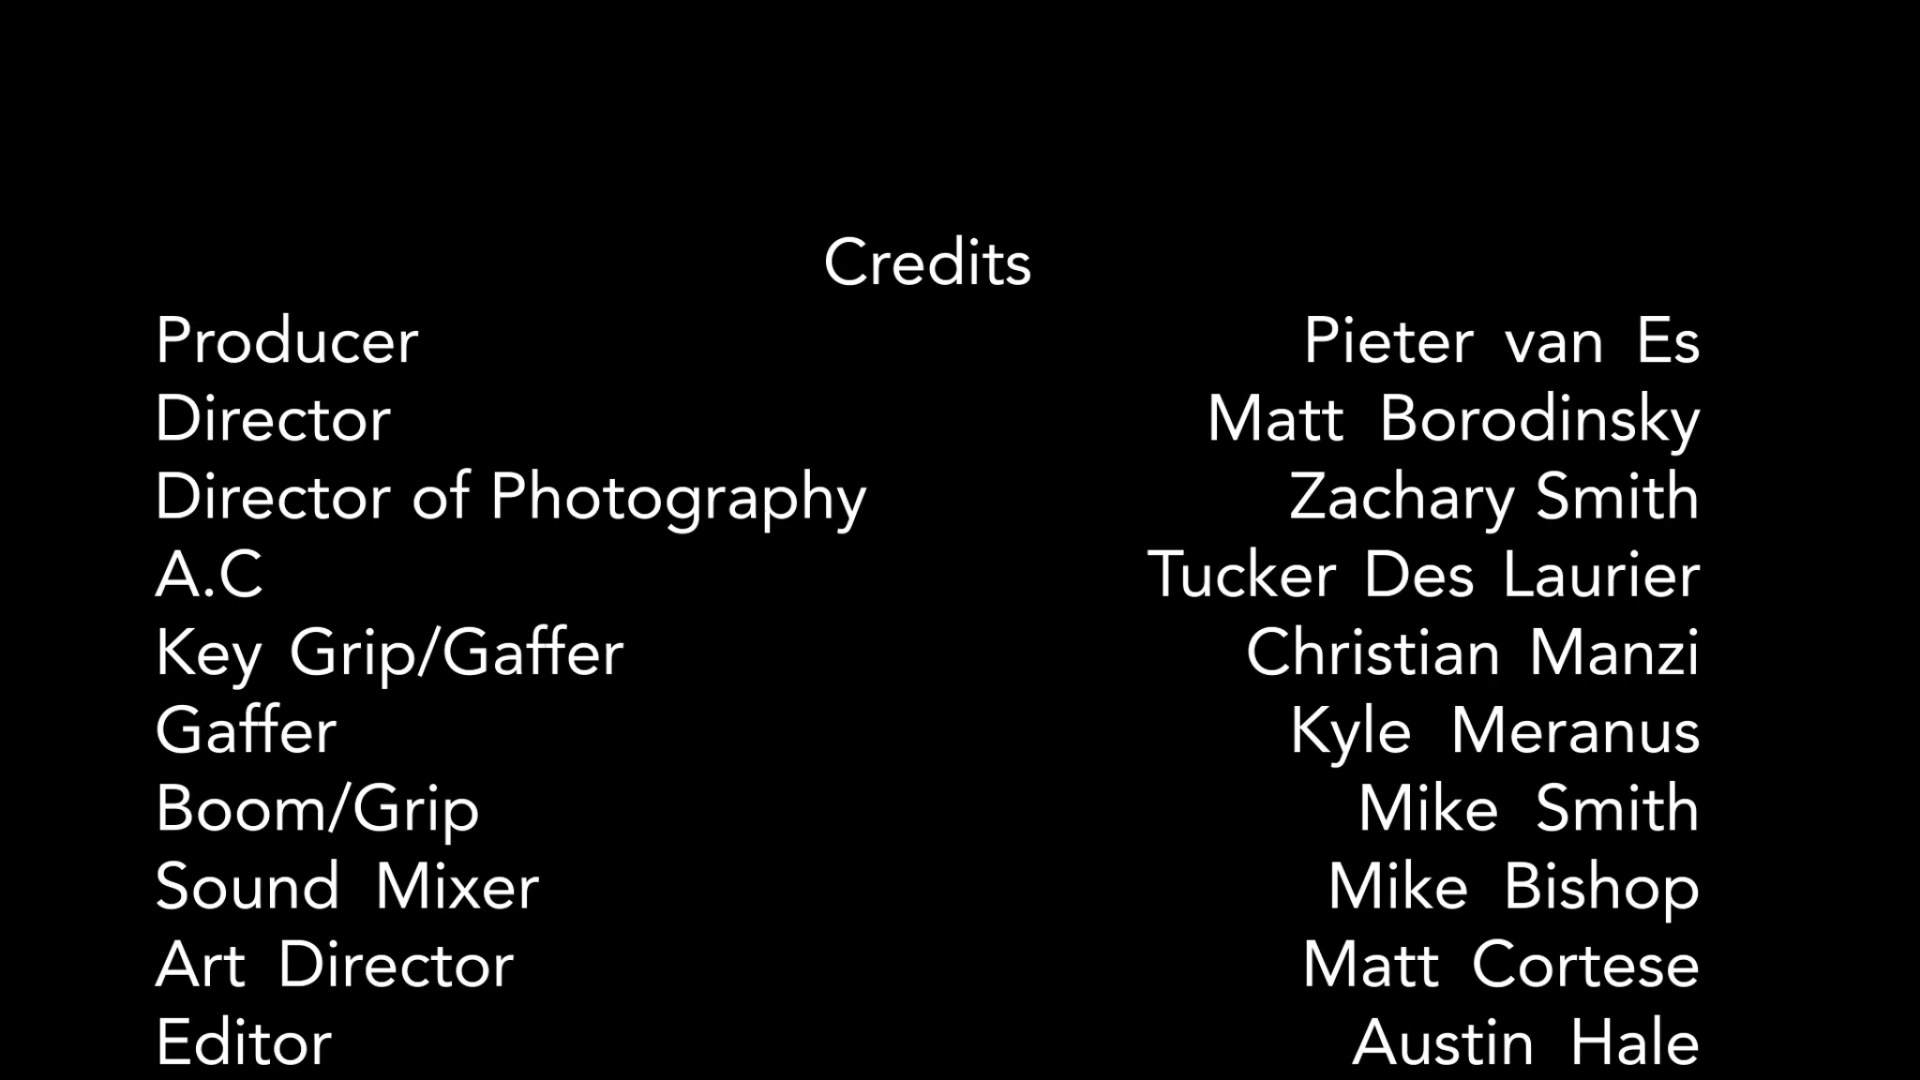 Credits
Producer Pieter van Es
Director Matt Borodinsky
Director of Photography Zachary Smith
A.C Tucker Des Laurier
Key Grip/Gaffer Christian Manzi
Gaffer Kyle Meranus
Boom/Grip Mike Smith
Sound Mixer Mike Bishop
Art Director Matt Cortese
Editor Austin Hale